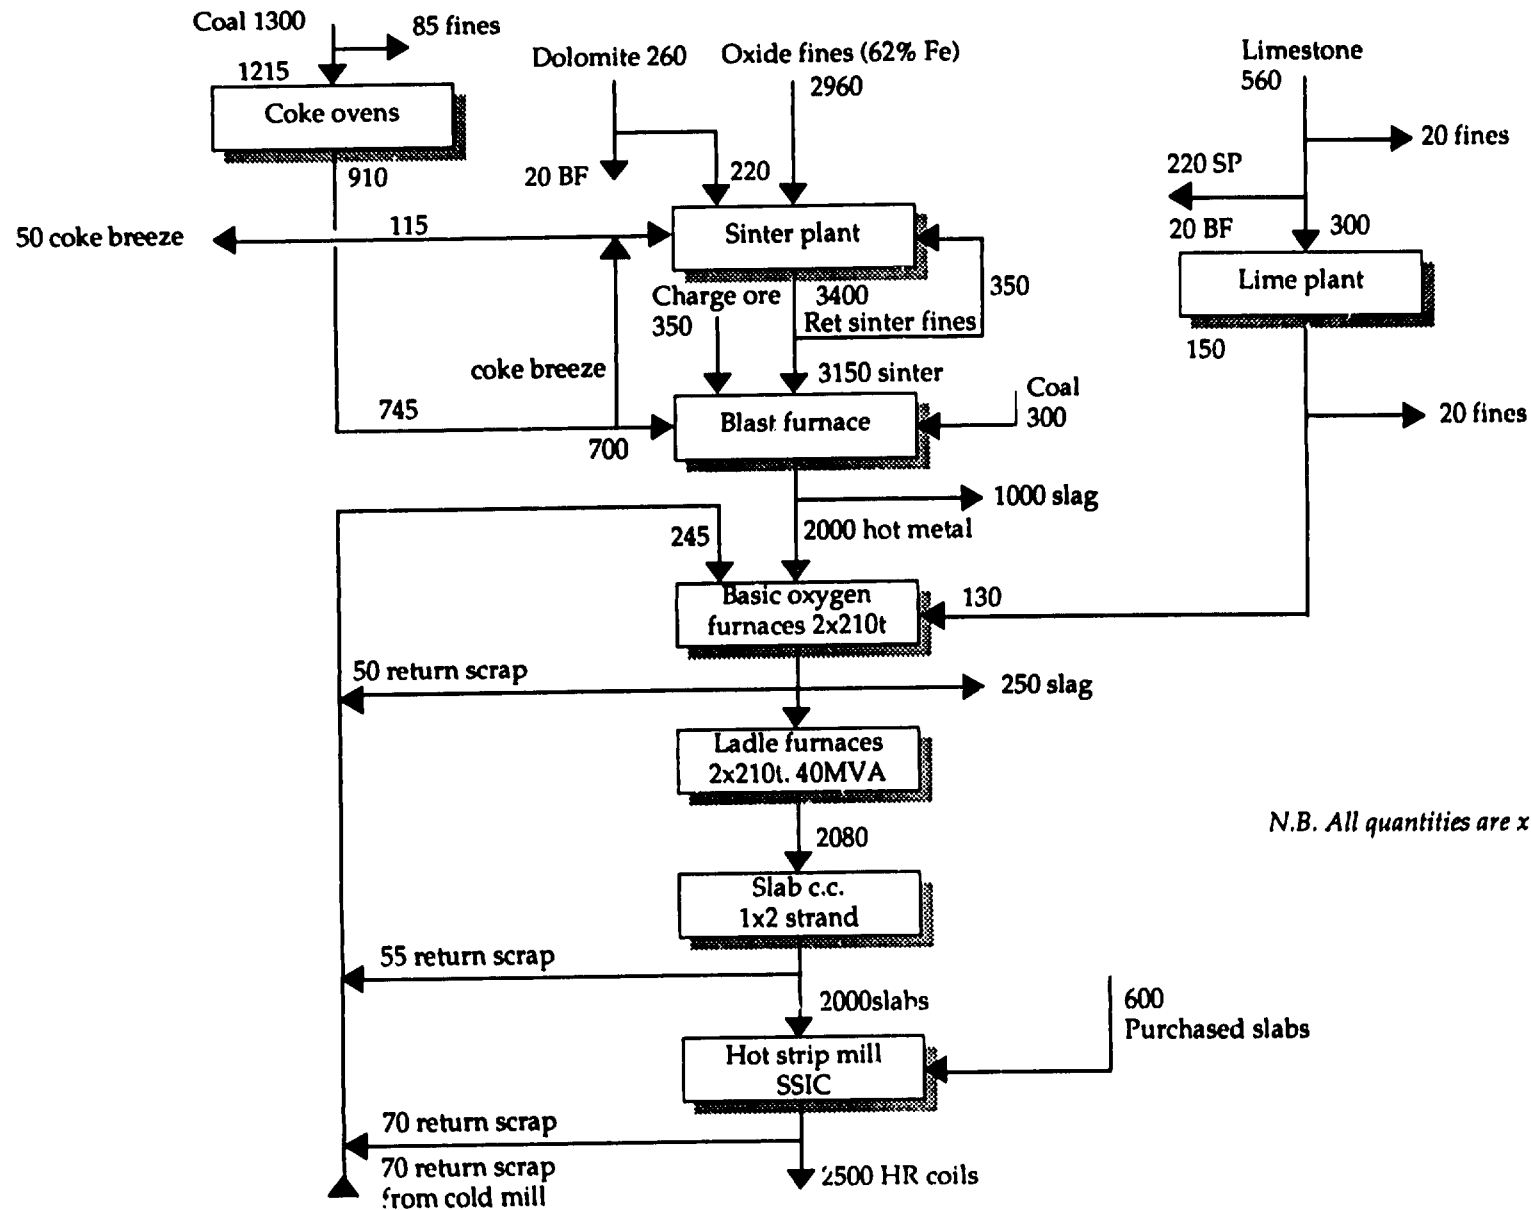 Coal 1300
85 fines
1215
Coke ovens
910
Dolomite 260
Oxide fines (62% Fe)
2960
20 BF
220
Limestone
560
20 fines
220 SP
20 BF
300
Lime plant
150
20 fines
50 coke breeze
115
Sinter plant
Charge ore
350
3400
Ret sinter fines
350
coke breeze
3150 sinter
745
700
Blast furnace
Coal
300
1000 slag
245
2000 hot metal
Basic oxygen
furnaces 2x210t
130
50 return scrap
250 slag
Ladle furnaces
2x210t. 40MVA
2080
N.B. All quantities are x
Slab c.c.
1x2 strand
55 return scrap
2000slabs
600
Purchased slabs
Hot strip mill
SSIC
70 return scrap
70 return scrap
from cold mill
2500 HR coils